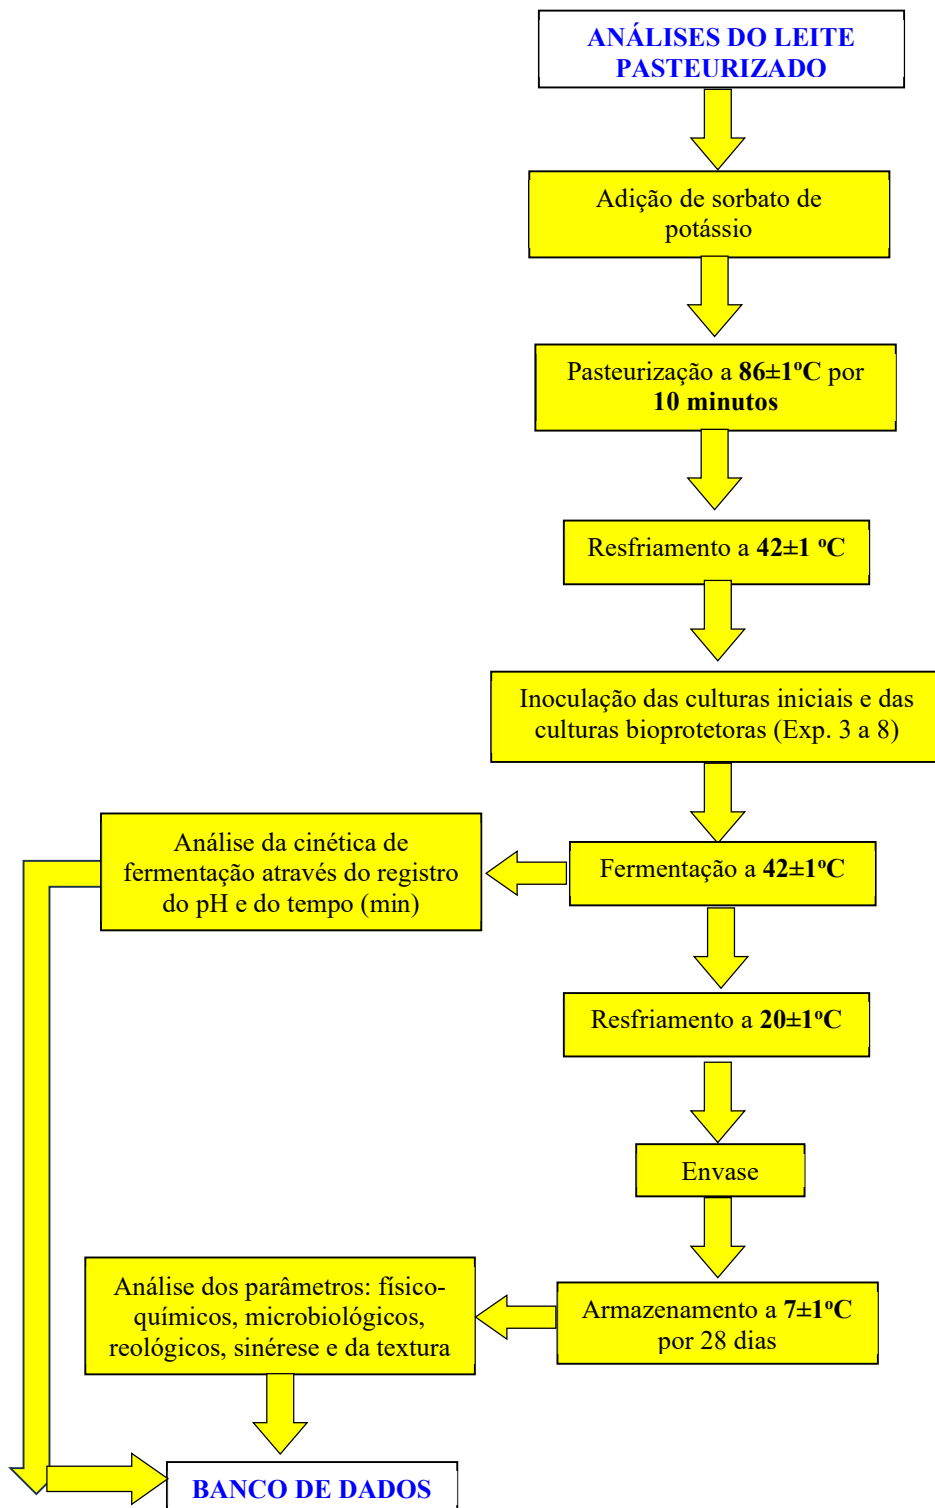 ANÁLISES DO LEITE
PASTEURIZADO
Adição de sorbato de
potássio
Pasteurização a 86±1ºC por
10 minutos
Resfriamento a 42±1 ºC
Inoculação das culturas iniciais e das
culturas bioprotetoras (Exp. 3 a 8)
Análise da cinética de
fermentação através do registro
do pH e do tempo (min)
Fermentação a 42±1ºC
Resfriamento a 20±1ºC
Envase
Análise dos parâmetros: físico-
químicos, microbiológicos,
reológicos, sinérese e da textura
Armazenamento a 7±1ºC
por 28 dias
BANCO DE DADOS